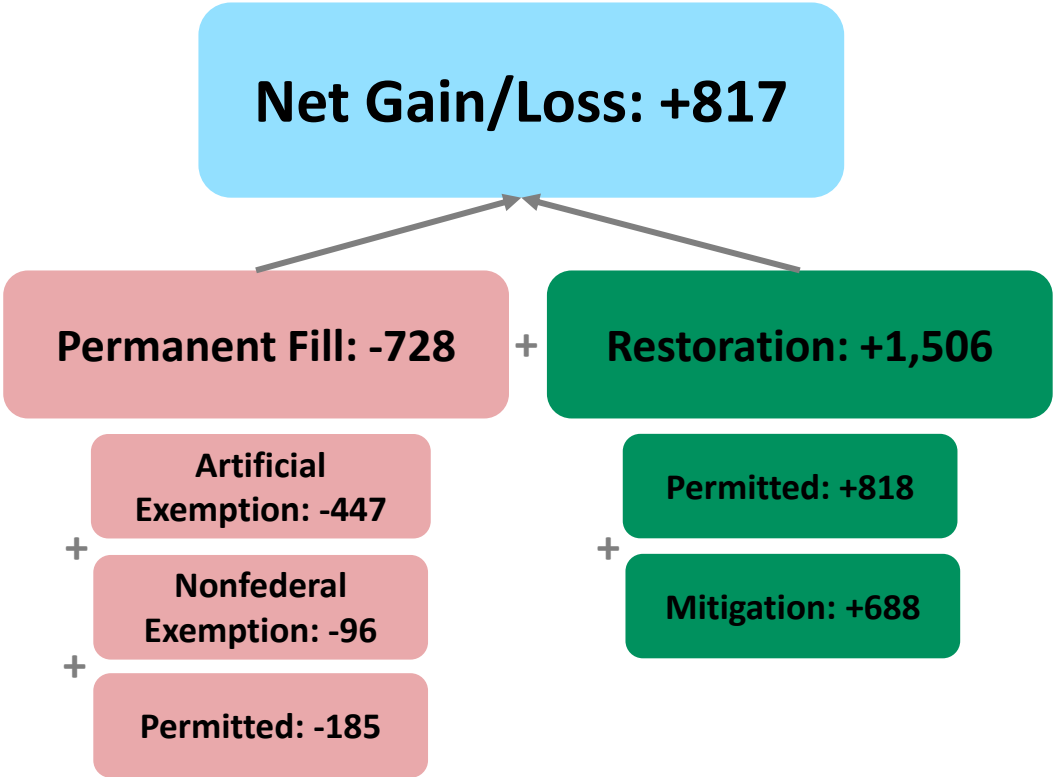 Net Gain/Loss: +817
Permanent Fill: -728
+
Restoration: +1,506
Artificial
Exemption: -447
+
Nonfederal
Exemption: -96
+
Permitted: -185
Permitted: +818
+
Mitigation: +688